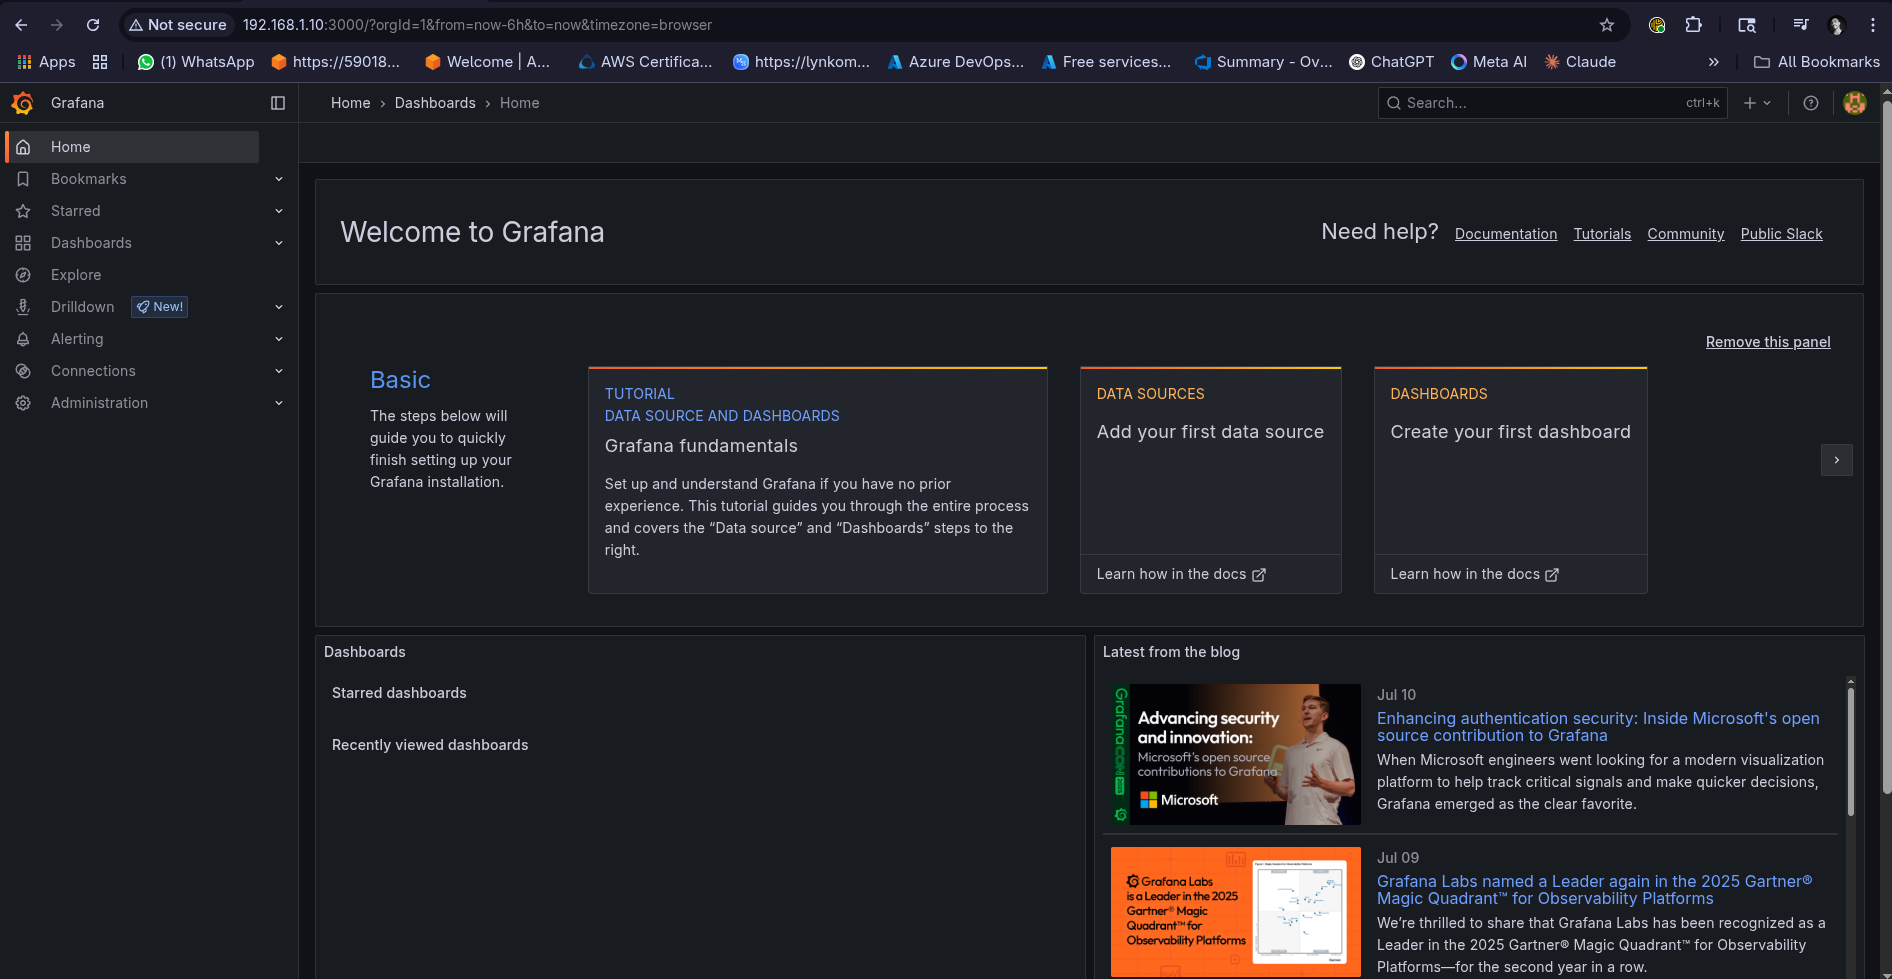 Not secure
192.168.1.10:3000/?orgId=1&from=now-6h&to=now&timezone=browser
Apps
(1) WhatsApp
https://59018...
Welcome | A...
AWS Certifica...
https://lynkom...
Azure DevOps...
Free services...
Summary - Ov...
ChatGPT
Meta AI
Claude
»
All Bookmarks
Grafana
Home › Dashboards › Home
Search...
ctrl+k
Home
Bookmarks
Starred
Dashboards
Explore
Drilldown
New!
Alerting
Connections
Administration
Welcome to Grafana
Need help?
Documentation
Tutorials
Community
Public Slack
Remove this panel
Basic
The steps below will
guide you to quickly
finish setting up your
Grafana installation.
TUTORIAL
DATA SOURCE AND DASHBOARDS
Grafana fundamentals
Set up and understand Grafana if you have no prior
experience. This tutorial guides you through the entire process
and covers the “Data source” and “Dashboards” steps to the
right.
DATA SOURCES
Add your first data source
Learn how in the docs
DASHBOARDS
Create your first dashboard
Learn how in the docs
Dashboards
Starred dashboards
Recently viewed dashboards
Latest from the blog
GrafanaCON
Advancing security
and innovation:
Microsoft's open source
contributions to Grafana
Microsoft
Jul 10
Enhancing authentication security: Inside Microsoft's open
source contribution to Grafana
When Microsoft engineers went looking for a modern visualization
platform to help track critical signals and make quicker decisions,
Grafana emerged as the clear favorite.
Grafana Labs
is a Leader in the 2025
Gartner® Magic
Quadrant™ for
Observability Platforms
Jul 09
Grafana Labs named a Leader again in the 2025 Gartner®
Magic Quadrant™ for Observability Platforms
We’re thrilled to share that Grafana Labs has been recognized as a
Leader in the 2025 Gartner® Magic Quadrant™ for Observability
Platforms—for the second year in a row.